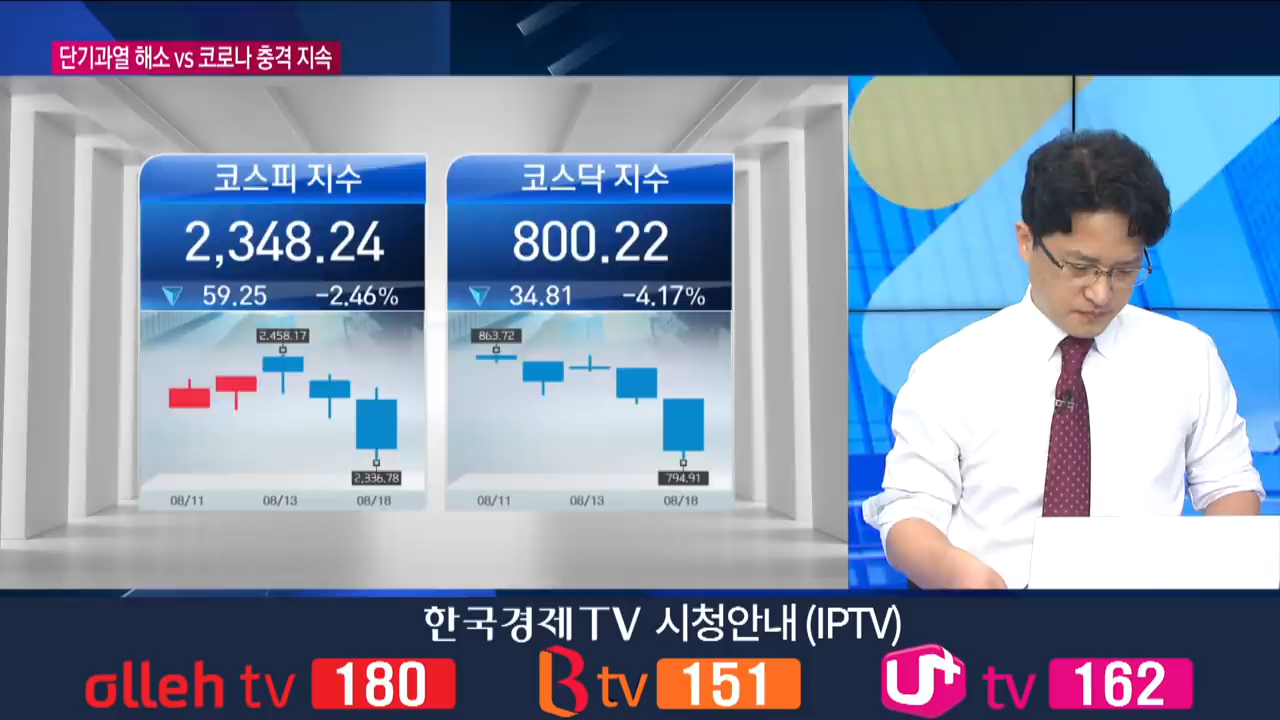 단기과열 해소 vs 코로나 충격 지속
코스피 지수
2,348.24
59.25 -2.46%
2,458.17
2,336.78
08/11 08/13 08/18
코스닥 지수
800.22
34.81 -4.17%
863.72
794.91
08/11 08/13 08/18
한국경제TV 시청안내 (IPTV)
olleh tv 180 B tv 151 U+ tv 162